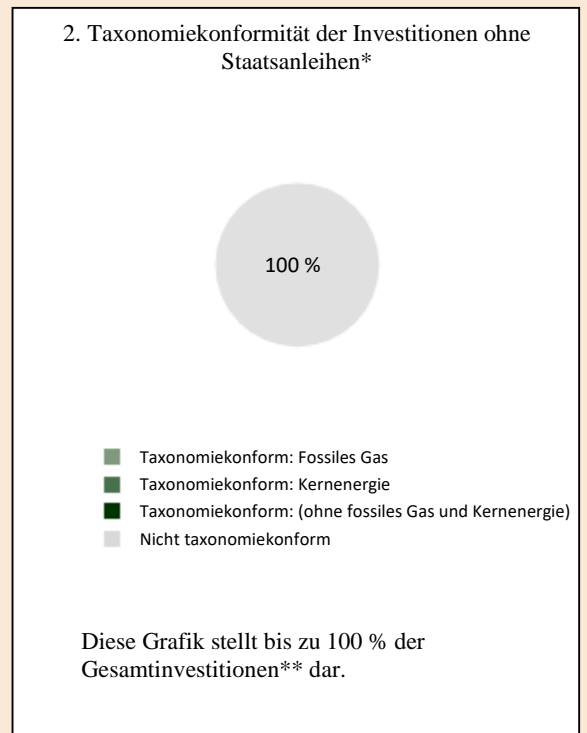 2. Taxonomiekonformität der Investitionen ohne
Staatsanleihen*
100 %
Taxonomiekonform: Fossiles Gas
Taxonomiekonform: Kernenergie
Taxonomiekonform: (ohne fossiles Gas und Kernenergie)
Nicht taxonomiekonform
Diese Grafik stellt bis zu 100 % der
Gesamtinvestitionen** dar.